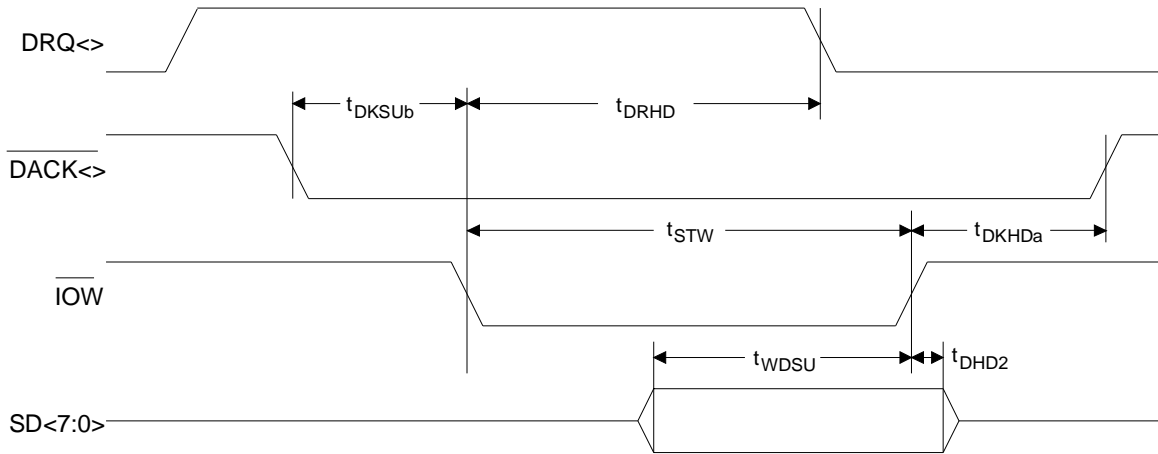 DRQ<>
tDKSUb
tDRHD
DACK<>
tSTW
tDKHDa
IOW
tWDSU
tDHD2
SD<7:0>